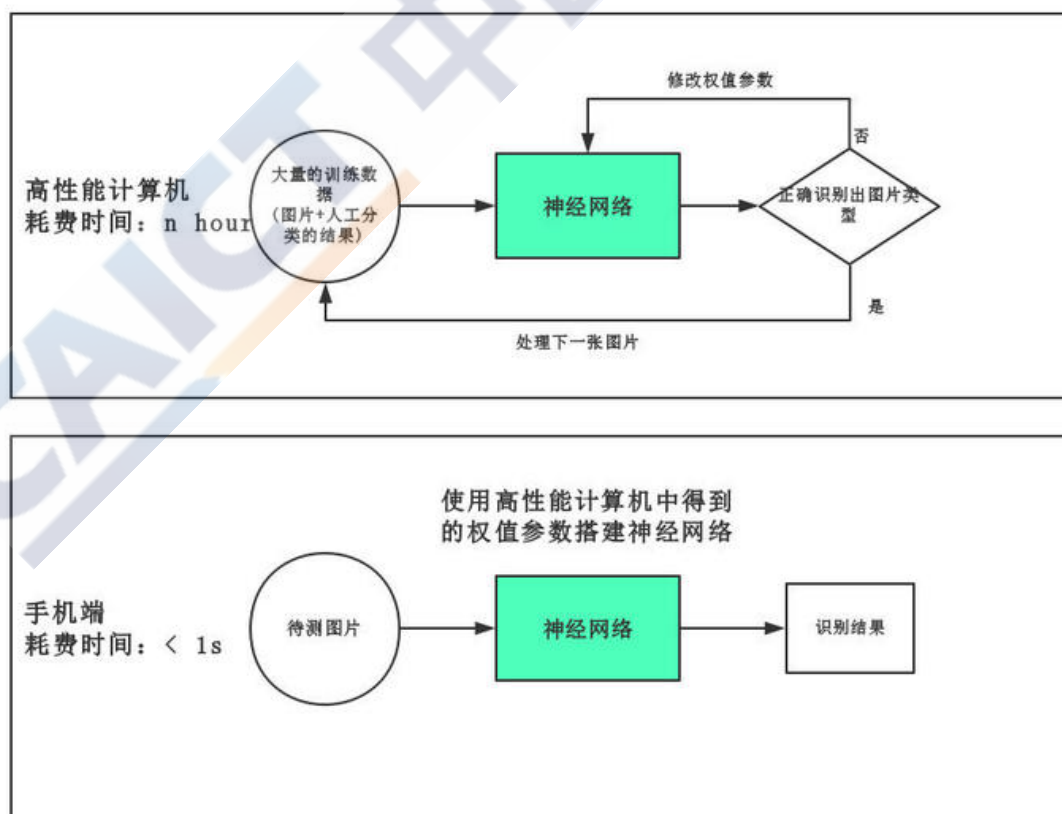 修改权值参数
否
高性能计算机
耗费时间：n hour
大量的训练数
据
(图片+人工分
类的结果)
神经网络
正确识别出图片类
型
是
处理下一张图片
使用高性能计算机中得到
的权值参数搭建神经网络
手机端
耗费时间：< 1s
待测图片
神经网络
识别结果
CAICT 中